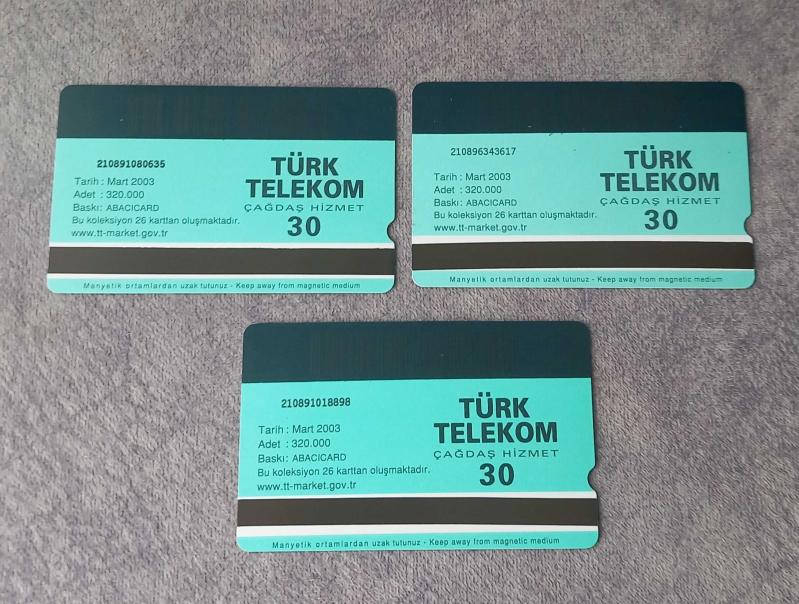 210891080635
Tarih : Mart 2003
Adet : 320.000
Baskı: ABACICARD
Bu koleksiyon 26 karttan oluşmaktadır.
www.tt-market.gov.tr
TÜRK
TELEKOM
ÇAĞDAŞ HİZMET
30
Manyetik ortamlardan uzak tutunuz - Keep away from magnetic medium
210896343617
Tarih : Mart 2003
Adet : 320.000
Baskı: ABACICARD
Bu koleksiyon 26 karttan oluşmaktadır.
www.tt-market.gov.tr
TÜRK
TELEKOM
ÇAĞDAŞ HİZMET
30
Manyetik ortamlardan uzak tutunuz - Keep away from magnetic medium
210891018898
Tarih : Mart 2003
Adet : 320.000
Baskı: ABACICARD
Bu koleksiyon 26 karttan oluşmaktadır.
www.tt-market.gov.tr
TÜRK
TELEKOM
ÇAĞDAŞ HİZMET
30
Manyetik ortamlardan uzak tutunuz - Keep away from magnetic medium